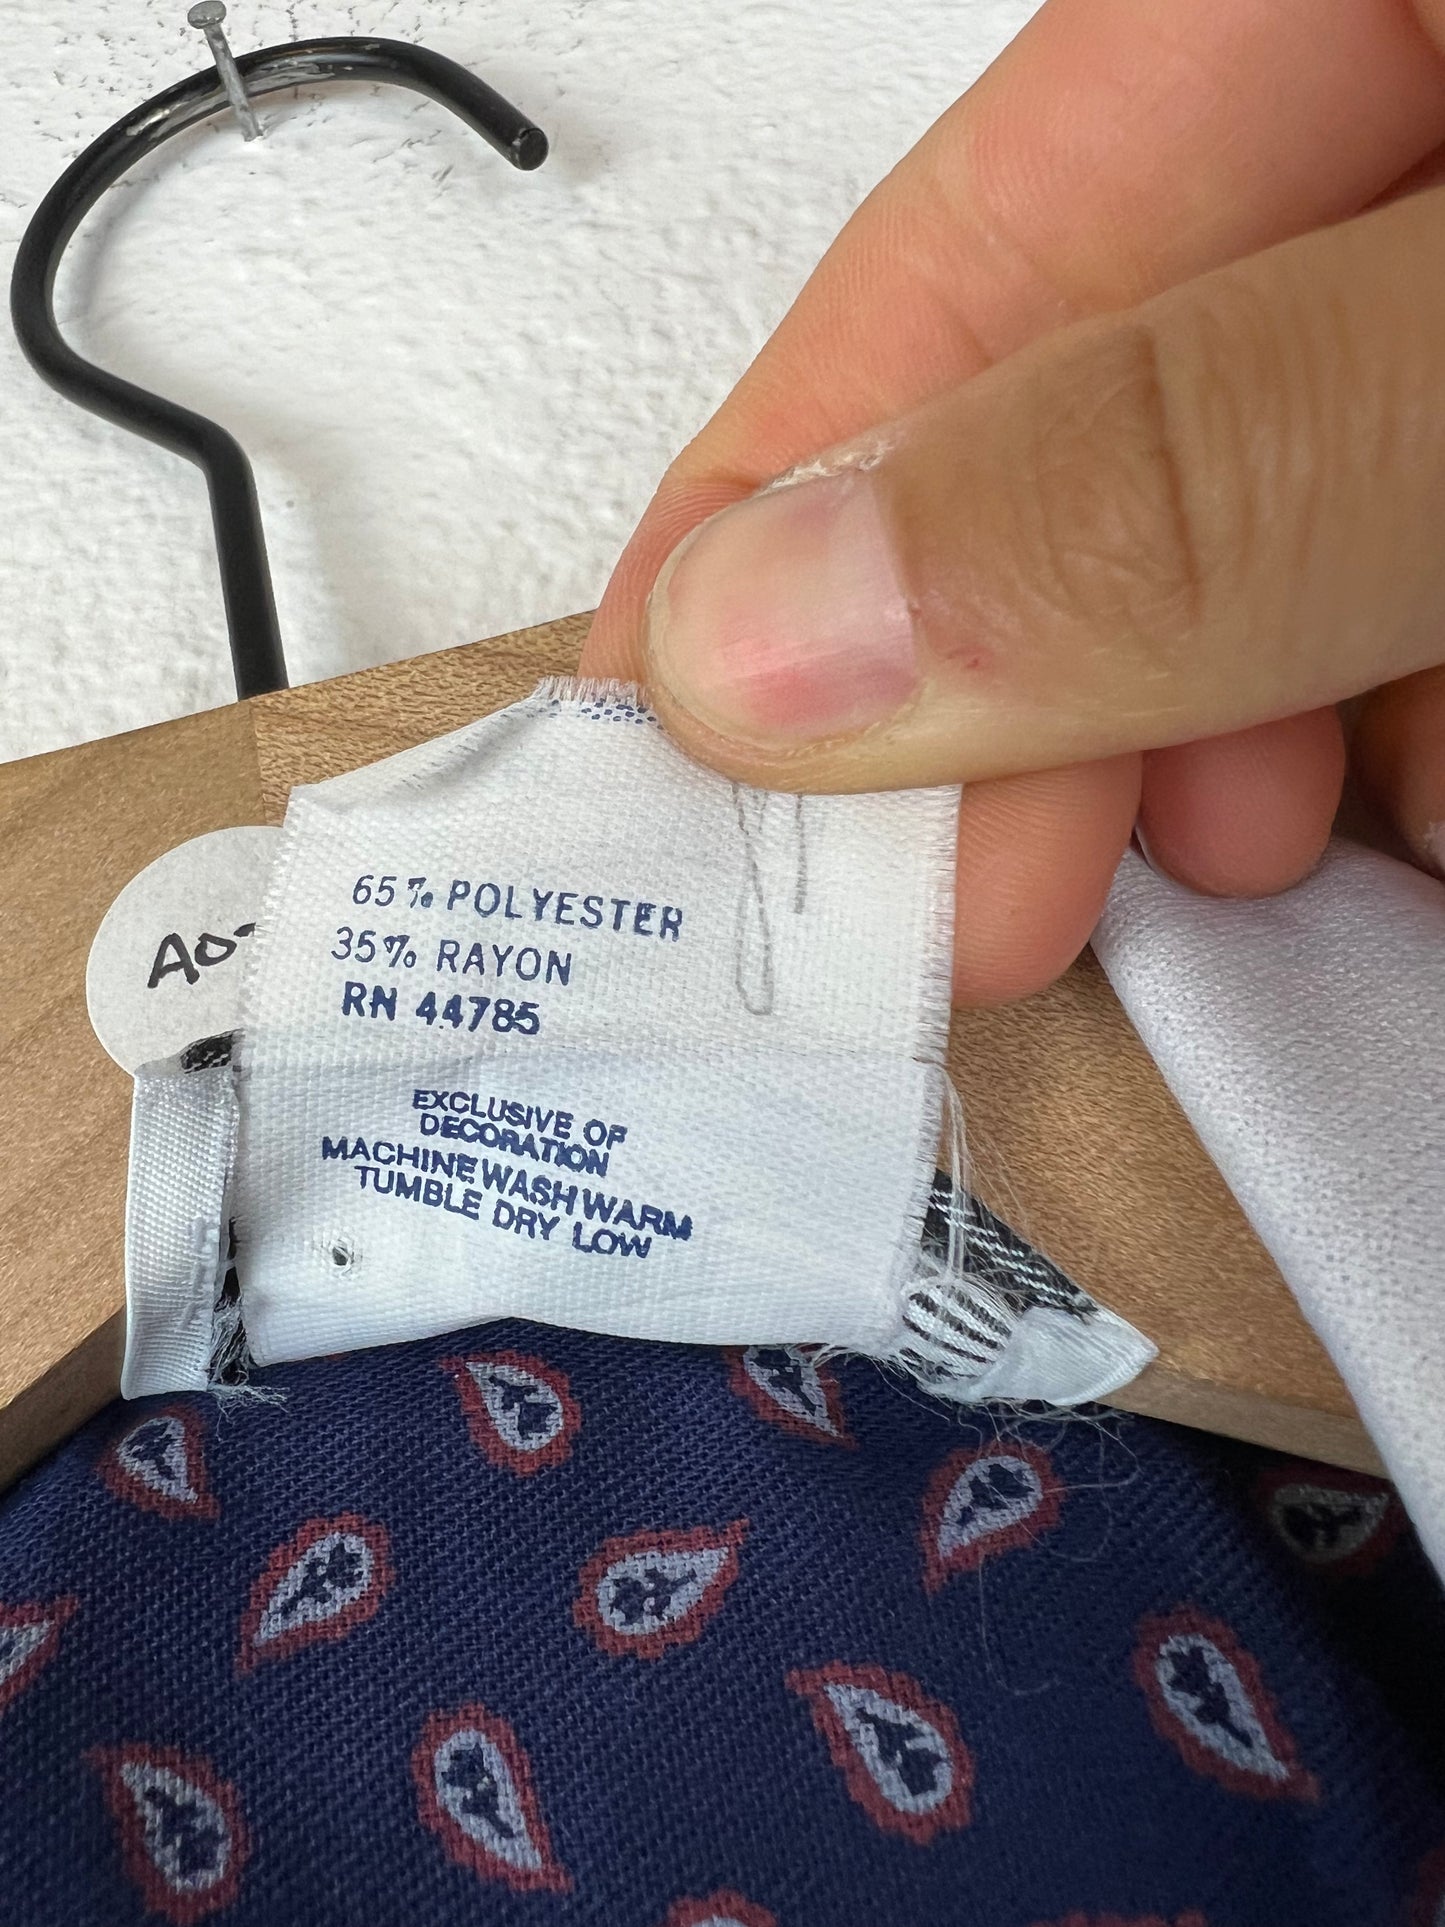 65% POLYESTER
35% RAYON
RN 44785
EXCLUSIVE OF
DECORATION
MACHINE WASH WARM
TUMBLE DRY LOW